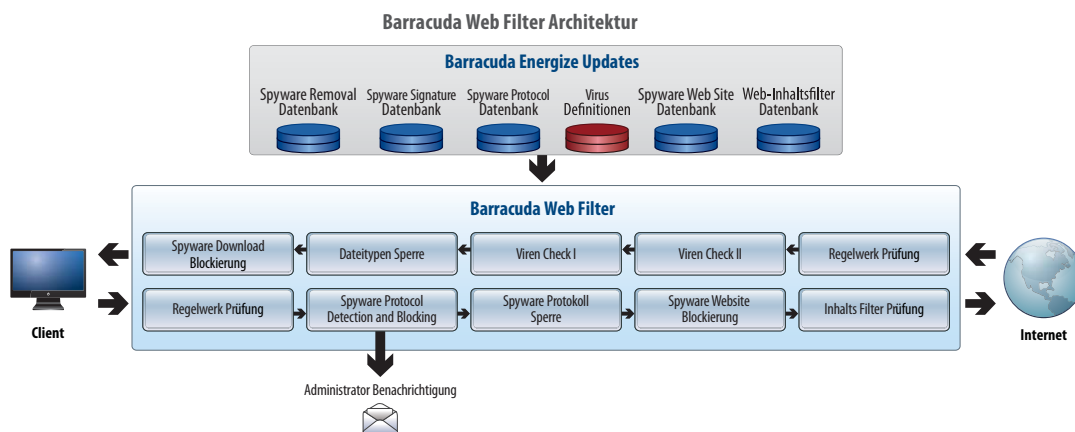 Barracuda Web Filter Architektur
Barracuda Energize Updates
Spyware Removal
Datenbank
Spyware Signature
Datenbank
Spyware Protocol
Datenbank
Virus
Definitionen
Spyware Web Site
Datenbank
Web-Inhaltsfilter
Datenbank
Barracuda Web Filter
Spyware Download
Blockierung
Dateitypen Sperre
Viren Check I
Viren Check II
Regelwerk Prüfung
Regelwerk Prüfung
Spyware Protocol
Detection and Blocking
Spyware Protokoll
Sperre
Spyware Website
Blockierung
Inhalts Filter Prüfung
Client
Internet
Administrator Benachrichtigung